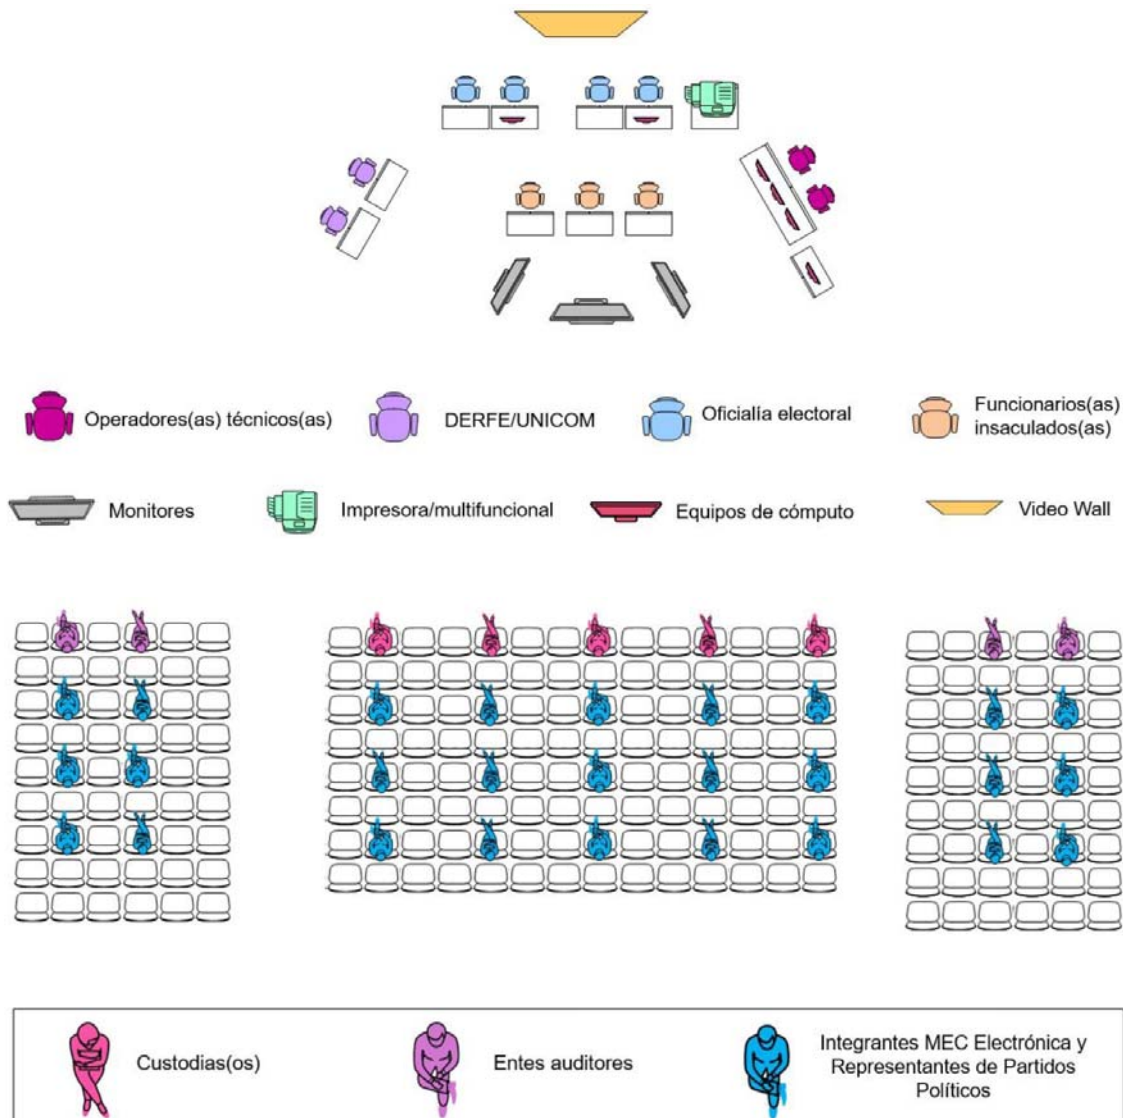 Operadores(as) técnicos(as)
DERFE/UNICOM
Oficialía electoral
Funcionarios(as)
insaculados(as)
Monitores
Impresora/multifuncional
Equipos de cómputo
Video Wall
Custodias(os)
Entes auditores
Integrantes MEC Electrónica y
Representantes de Partidos
Políticos